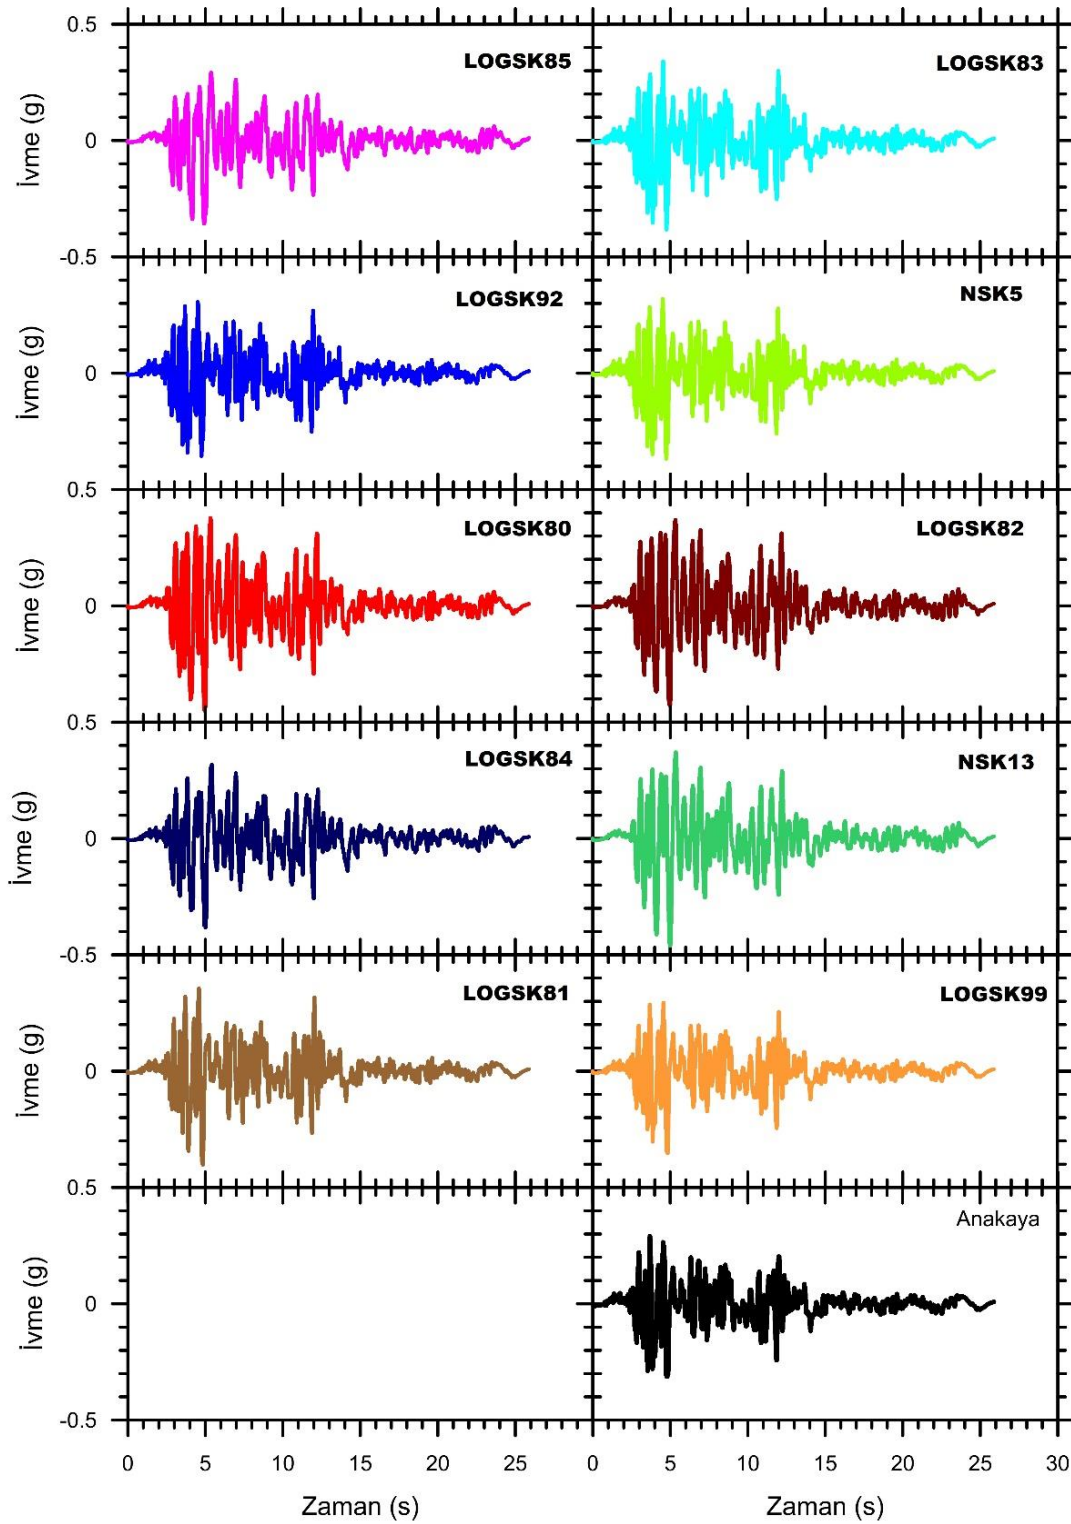 0.5
LOGSK85
LOGSK83
İvme (g)
0
-0.5
LOGSK92
NSK5
İvme (g)
0
0.5
LOGSK80
LOGSK82
İvme (g)
0
0.5
LOGSK84
NSK13
İvme (g)
0
-0.5
LOGSK81
LOGSK99
İvme (g)
0
0.5
Anakaya
İvme (g)
0
-0.5
0 5 10 15 20 25 0 5 10 15 20 25 30
Zaman (s) Zaman (s)